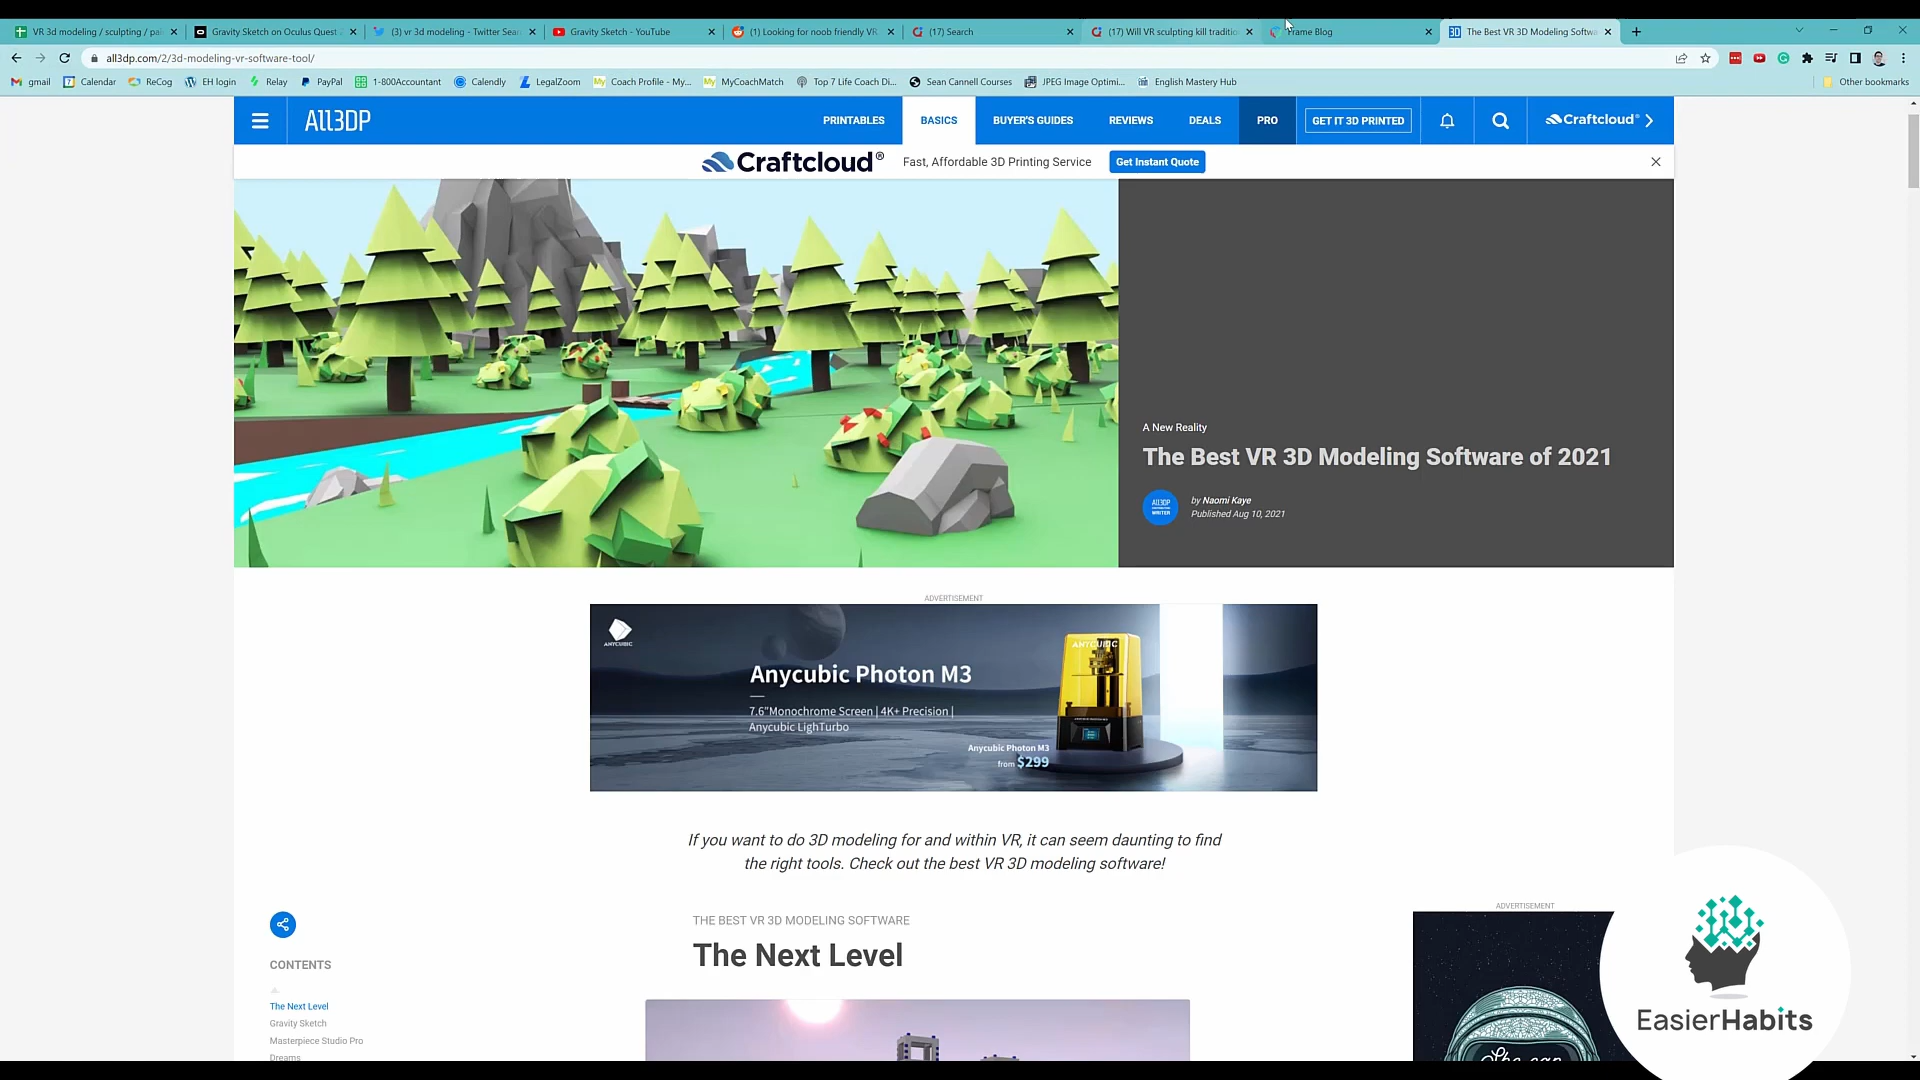 VR 3d modeling / sculpting / pai
Gravity Sketch on Oculus Quest
(3) vr 3d modeling - Twitter Sear
Gravity Sketch - YouTube
(1) Looking for noob friendly VR
(17) Search
(17) Will VR sculpting kill traditio
Frame Blog
The Best VR 3D Modeling Softwa
all3dp.com/2/3d-modeling-vr-software-tool/
gmail
Calendar
ReCog
EH login
Relay
PayPal
1-800Accountant
Calendly
LegalZoom
Coach Profile - My...
MyCoachMatch
Top 7 Life Coach Di...
Sean Cannell Courses
JPEG Image Optimi...
English Mastery Hub
Other bookmarks
ALL3DP
PRINTABLES
BASICS
BUYER'S GUIDES
REVIEWS
DEALS
PRO
GET IT 3D PRINTED
Craftcloud®
Craftcloud®
Fast, Affordable 3D Printing Service
Get Instant Quote
A New Reality
The Best VR 3D Modeling Software of 2021
ALL3DP
WRITER
by Naomi Kaye
Published Aug 10, 2021
ADVERTISEMENT
ANYCUBIC
ANYCUBIC
Anycubic Photon M3
7.6"Monochrome Screen | 4K+ Precision |
Anycubic LighTurbo
Anycubic Photon M3
from $299
If you want to do 3D modeling for and within VR, it can seem daunting to find
the right tools. Check out the best VR 3D modeling software!
THE BEST VR 3D MODELING SOFTWARE
The Next Level
CONTENTS
The Next Level
Gravity Sketch
Masterpiece Studio Pro
Dreams
ADVERTISEMENT
She can
EasierHabits